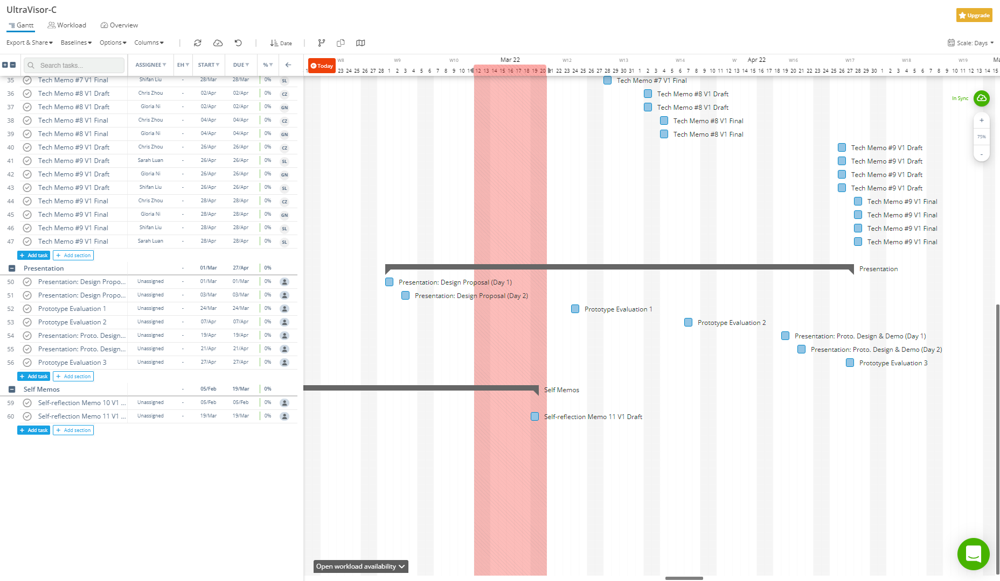 UltraVisor-C
Upgrade
Gantt Workload Overview
Export & Share Baselines Options Columns Date Scale: Days
Search tasks... ASSIGNEE EH START DUE %
Today
W8 W9 W10 Mar 22 W12 W13 W14 W Apr 22 W16 W17 W18 W19
23 24 25 26 27 28 1 2 3 4 5 6 7 8 9 10 12 13 14 15 16 17 18 19 20 21 22 23 24 25 26 27 28 29 30 31 1 2 3 4 5 6 7 8 9 10 11 12 13 14 15 16 17 18 19 20 21 22 23 24 25 26 27 28 29 30 1 2 3 4 5 6 7 8 9 10 11 12 13 14 15
35 Tech Memo #7 V1 Final Shifan Liu - 28/Mar 28/Mar 0% SL Tech Memo #7 V1 Final
36 Tech Memo #8 V1 Draft Chris Zhou - 02/Apr 02/Apr 0% CZ Tech Memo #8 V1 Draft
In Sync
37 Tech Memo #8 V1 Draft Gloria Ni - 02/Apr 02/Apr 0% GN Tech Memo #8 V1 Draft
38 Tech Memo #8 V1 Final Chris Zhou - 04/Apr 04/Apr 0% CZ Tech Memo #8 V1 Final
+
39 Tech Memo #8 V1 Final Gloria Ni - 04/Apr 04/Apr 0% GN Tech Memo #8 V1 Final
75%
40 Tech Memo #9 V1 Draft Chris Zhou - 26/Apr 26/Apr 0% CZ Tech Memo #9 V1 Draft
-
41 Tech Memo #9 V1 Draft Sarah Luan - 26/Apr 26/Apr 0% SL Tech Memo #9 V1 Draft
42 Tech Memo #9 V1 Draft Gloria Ni - 26/Apr 26/Apr 0% GN Tech Memo #9 V1 Draft
43 Tech Memo #9 V1 Draft Shifan Liu - 26/Apr 26/Apr 0% SL Tech Memo #9 V1 Draft
44 Tech Memo #9 V1 Final Chris Zhou - 28/Apr 28/Apr 0% CZ Tech Memo #9 V1 Final
45 Tech Memo #9 V1 Final Gloria Ni - 28/Apr 28/Apr 0% GN Tech Memo #9 V1 Final
46 Tech Memo #9 V1 Final Shifan Liu - 28/Apr 28/Apr 0% SL Tech Memo #9 V1 Final
47 Tech Memo #9 V1 Final Sarah Luan - 28/Apr 28/Apr 0% SL Tech Memo #9 V1 Final
+ Add task + Add section
Presentation - 01/Mar 27/Apr 0% Presentation
50 Presentation: Design Propo... Unassigned - 01/Mar 01/Mar 0% Presentation: Design Proposal (Day 1)
51 Presentation: Design Propo... Unassigned - 03/Mar 03/Mar 0% Presentation: Design Proposal (Day 2)
52 Prototype Evaluation 1 Unassigned - 24/Mar 24/Mar 0% Prototype Evaluation 1
53 Prototype Evaluation 2 Unassigned - 07/Apr 07/Apr 0% Prototype Evaluation 2
54 Presentation: Proto. Design... Unassigned - 19/Apr 19/Apr 0% Presentation: Proto. Design & Demo (Day 1)
55 Presentation: Proto. Design... Unassigned - 21/Apr 21/Apr 0% Presentation: Proto. Design & Demo (Day 2)
56 Prototype Evaluation 3 Unassigned - 27/Apr 27/Apr 0% Prototype Evaluation 3
+ Add task + Add section
Self Memos - 05/Feb 19/Mar 0% Self Memos
59 Self-reflection Memo 10 V1 ... Unassigned - 05/Feb 05/Feb 0%
60 Self-reflection Memo 11 V1 ... Unassigned - 19/Mar 19/Mar 0% Self-reflection Memo 11 V1 Draft
+ Add task + Add section
Open workload availability